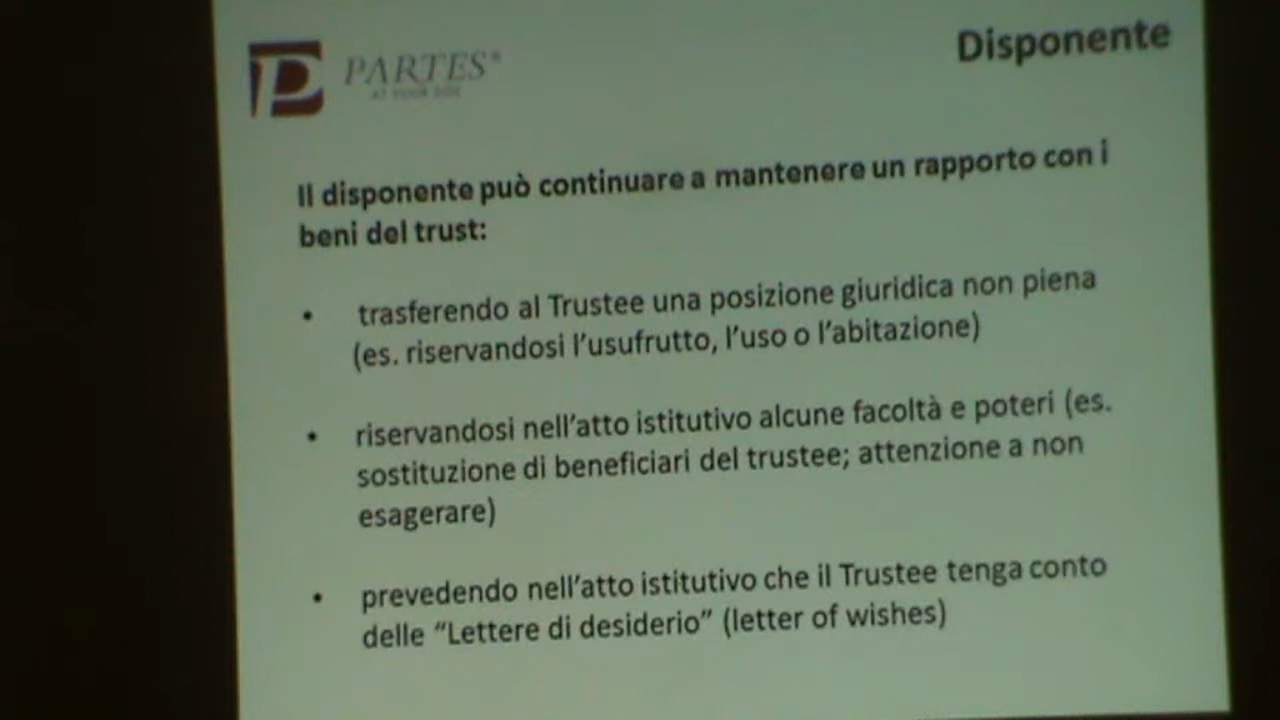 PARTES®
AT YOUR SIDE
Disponente
Il disponente può continuare a mantenere un rapporto con i
beni del trust:
• trasferendo al Trustee una posizione giuridica non piena
(es. riservandosi l'usufrutto, l'uso o l'abitazione)
• riservandosi nell'atto istitutivo alcune facoltà e poteri (es.
sostituzione di beneficiari del trustee; attenzione a non
esagerare)
• prevedendo nell'atto istitutivo che il Trustee tenga conto
delle “Lettere di desiderio” (letter of wishes)